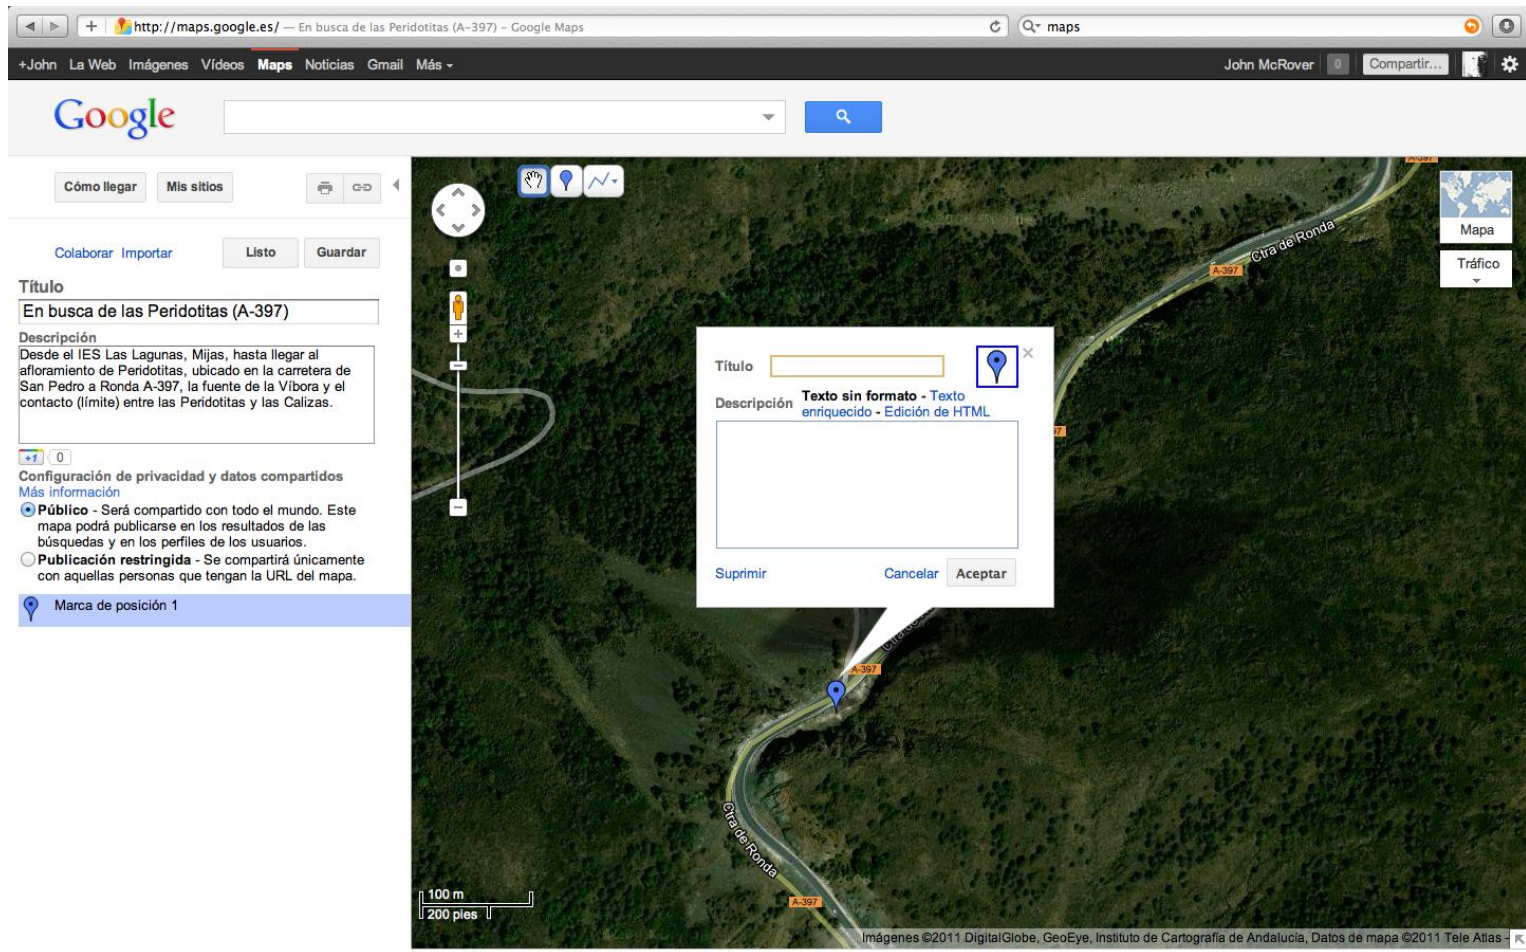 http://maps.google.es/ — En busca de las Peridotitas (A-397) – Google Maps
maps
+John La Web Imágenes Vídeos Maps Noticias Gmail Más
John McRover 0 Compartir...
Google
Cómo llegar Mis sitios
Colaborar Importar Listo Guardar
Título
En busca de las Peridotitas (A-397)
Descripción
Desde el IES Las Lagunas, Mijas, hasta llegar al
afloramiento de Peridotitas, ubicado en la carretera de
San Pedro a Ronda A-397, la fuente de la Víbora y el
contacto (límite) entre las Peridotitas y las Calizas.
+1 0
Configuración de privacidad y datos compartidos
Más información
Público - Será compartido con todo el mundo. Este
mapa podrá publicarse en los resultados de las
búsquedas y en los perfiles de los usuarios.
Publicación restringida - Se compartirá únicamente
con aquellas personas que tengan la URL del mapa.
Marca de posición 1
Mapa
Tráfico
Ctra de Ronda
A-397
Título
Descripción Texto sin formato - Texto
enriquecido - Edición de HTML
Suprimir Cancelar Aceptar
A-397
Ctra de Ronda
A-397
100 m
200 pies
Imágenes ©2011 DigitalGlobe, GeoEye, Instituto de Cartografía de Andalucía, Datos de mapa ©2011 Tele Atlas -